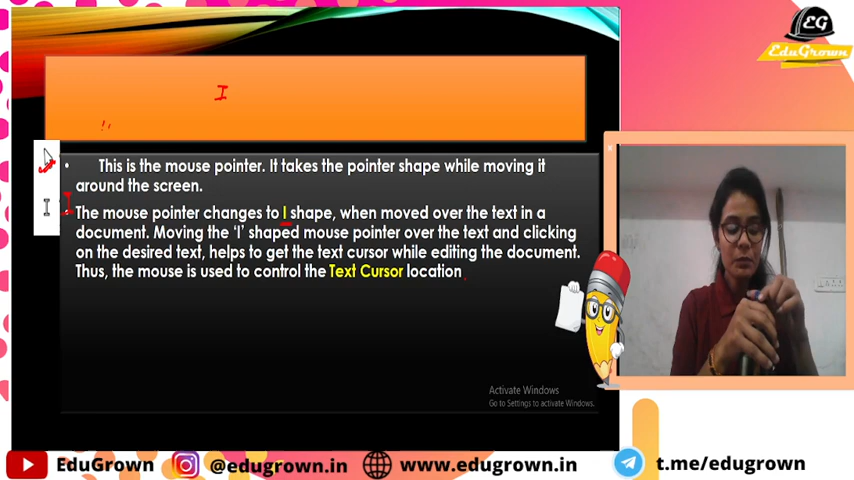 EG
EduGrown
I
• This is the mouse pointer. It takes the pointer shape while moving it
around the screen.
I
The mouse pointer changes to I shape, when moved over the text in a
document. Moving the ‘I’ shaped mouse pointer over the text and clicking
on the desired text, helps to get the text cursor while editing the document.
Thus, the mouse is used to control the Text Cursor location
Activate Windows
Go to Settings to activate Windows.
EduGrown @edugrown.in www.edugrown.in t.me/edugrown